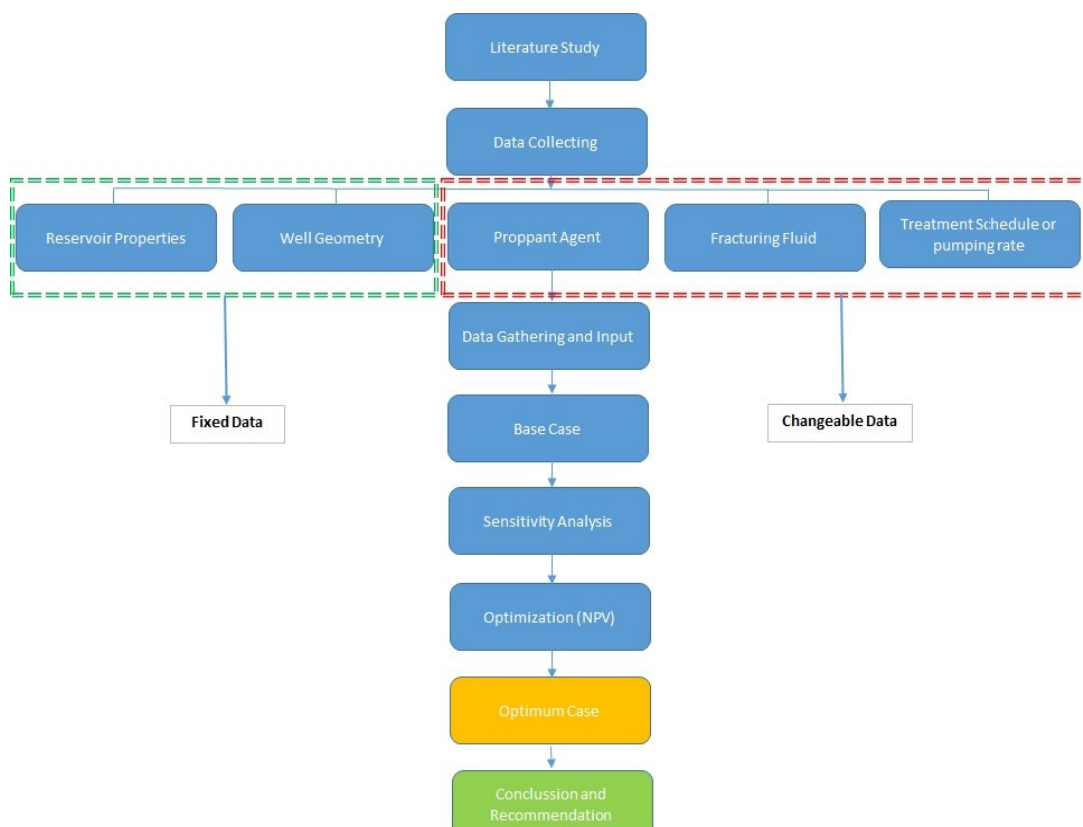 Literature Study
Data Collecting
Reservoir Properties
Well Geometry
Proppant Agent
Fracturing Fluid
Treatment Schedule or
pumping rate
Data Gathering and Input
Fixed Data
Changeable Data
Base Case
Sensitivity Analysis
Optimization (NPV)
Optimum Case
Conclussion and
Recommendation